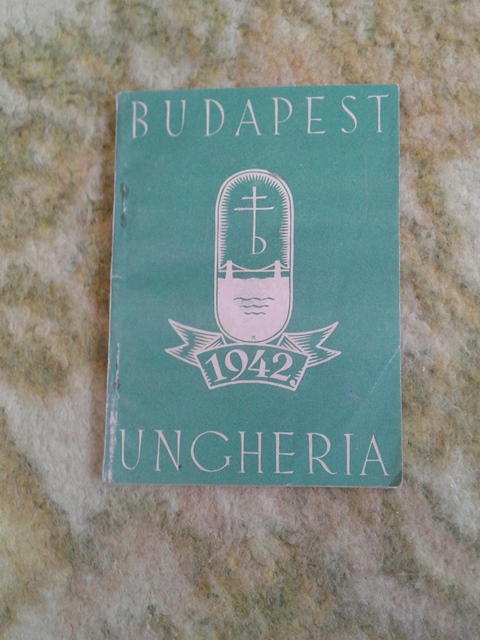 BUDAPEST
b
1942.
UNGHERIA